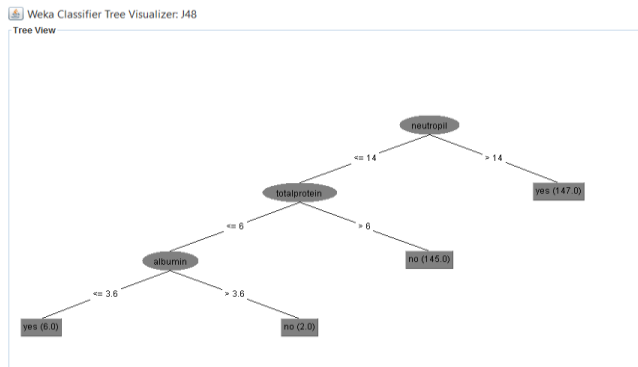 Weka Classifier Tree Visualizer: J48
Tree View
neutropil
<= 14
> 14
totalprotein
yes (147.0)
<= 6
> 6
albumin
no (145.0)
<= 3.6
> 3.6
yes (6.0)
no (2.0)